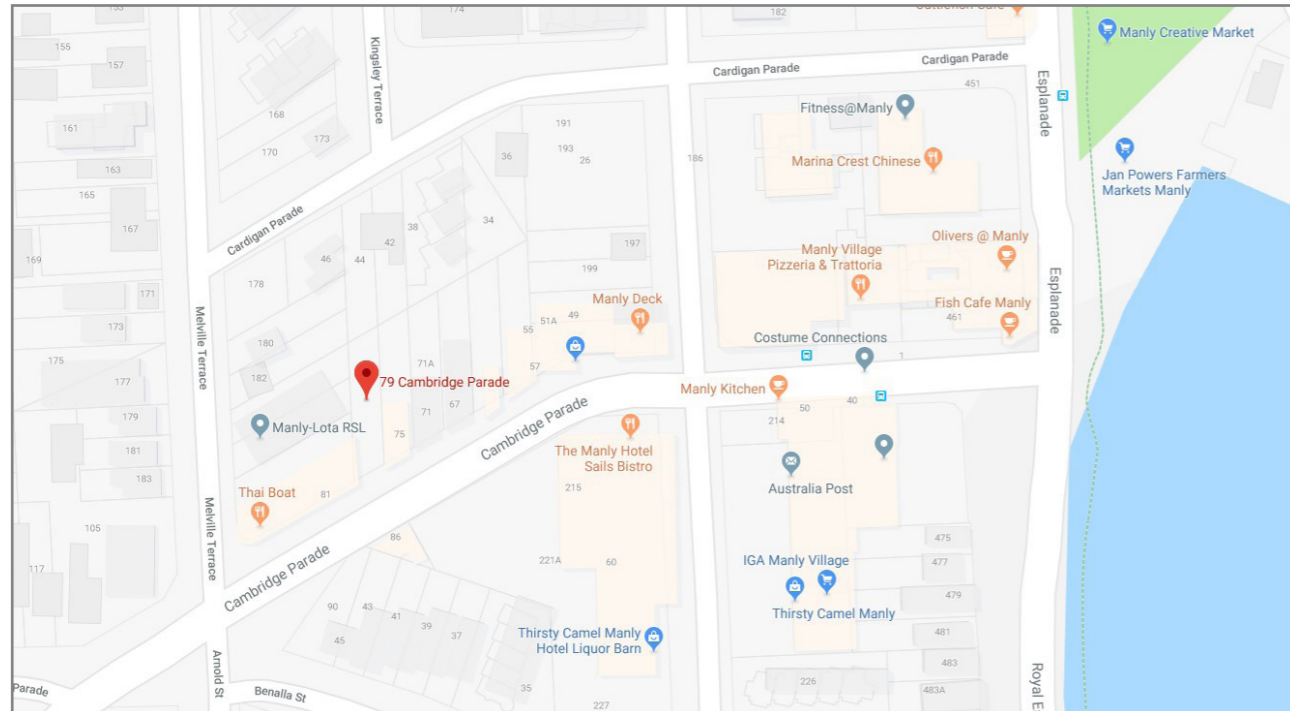 153
155
157
161
163
165
167
169
171
173
175
177
179
181
183
105
117
168
170
173
Kingsley Terrace
174
182
Cardigan Parade
Cardigan Parade
Cardigan Parade
451
Esplanade
Manly Creative Market
Jan Powers Farmers
Markets Manly
Fitness@Manly
Marina Crest Chinese
191
193
26
36
186
34
38
42
44
46
178
180
182
197
199
Olivers @ Manly
Manly Village
Pizzeria & Trattoria
Fish Cafe Manly
461
Esplanade
Manly Deck
49
51A
55
57
Costume Connections
1
Melville Terrace
79 Cambridge Parade
71A
71
67
75
Manly-Lota RSL
Manly Kitchen
50
40
214
Cambridge Parade
The Manly Hotel
Sails Bistro
215
Australia Post
Thai Boat
81
Melville Terrace
86
221A
60
Cambridge Parade
IGA Manly Village
Thirsty Camel Manly
475
477
479
481
483
483A
90
43
41
39
37
45
35
Thirsty Camel Manly
Hotel Liquor Barn
226
227
Arnold St
Benalla St
Parade
Royal E